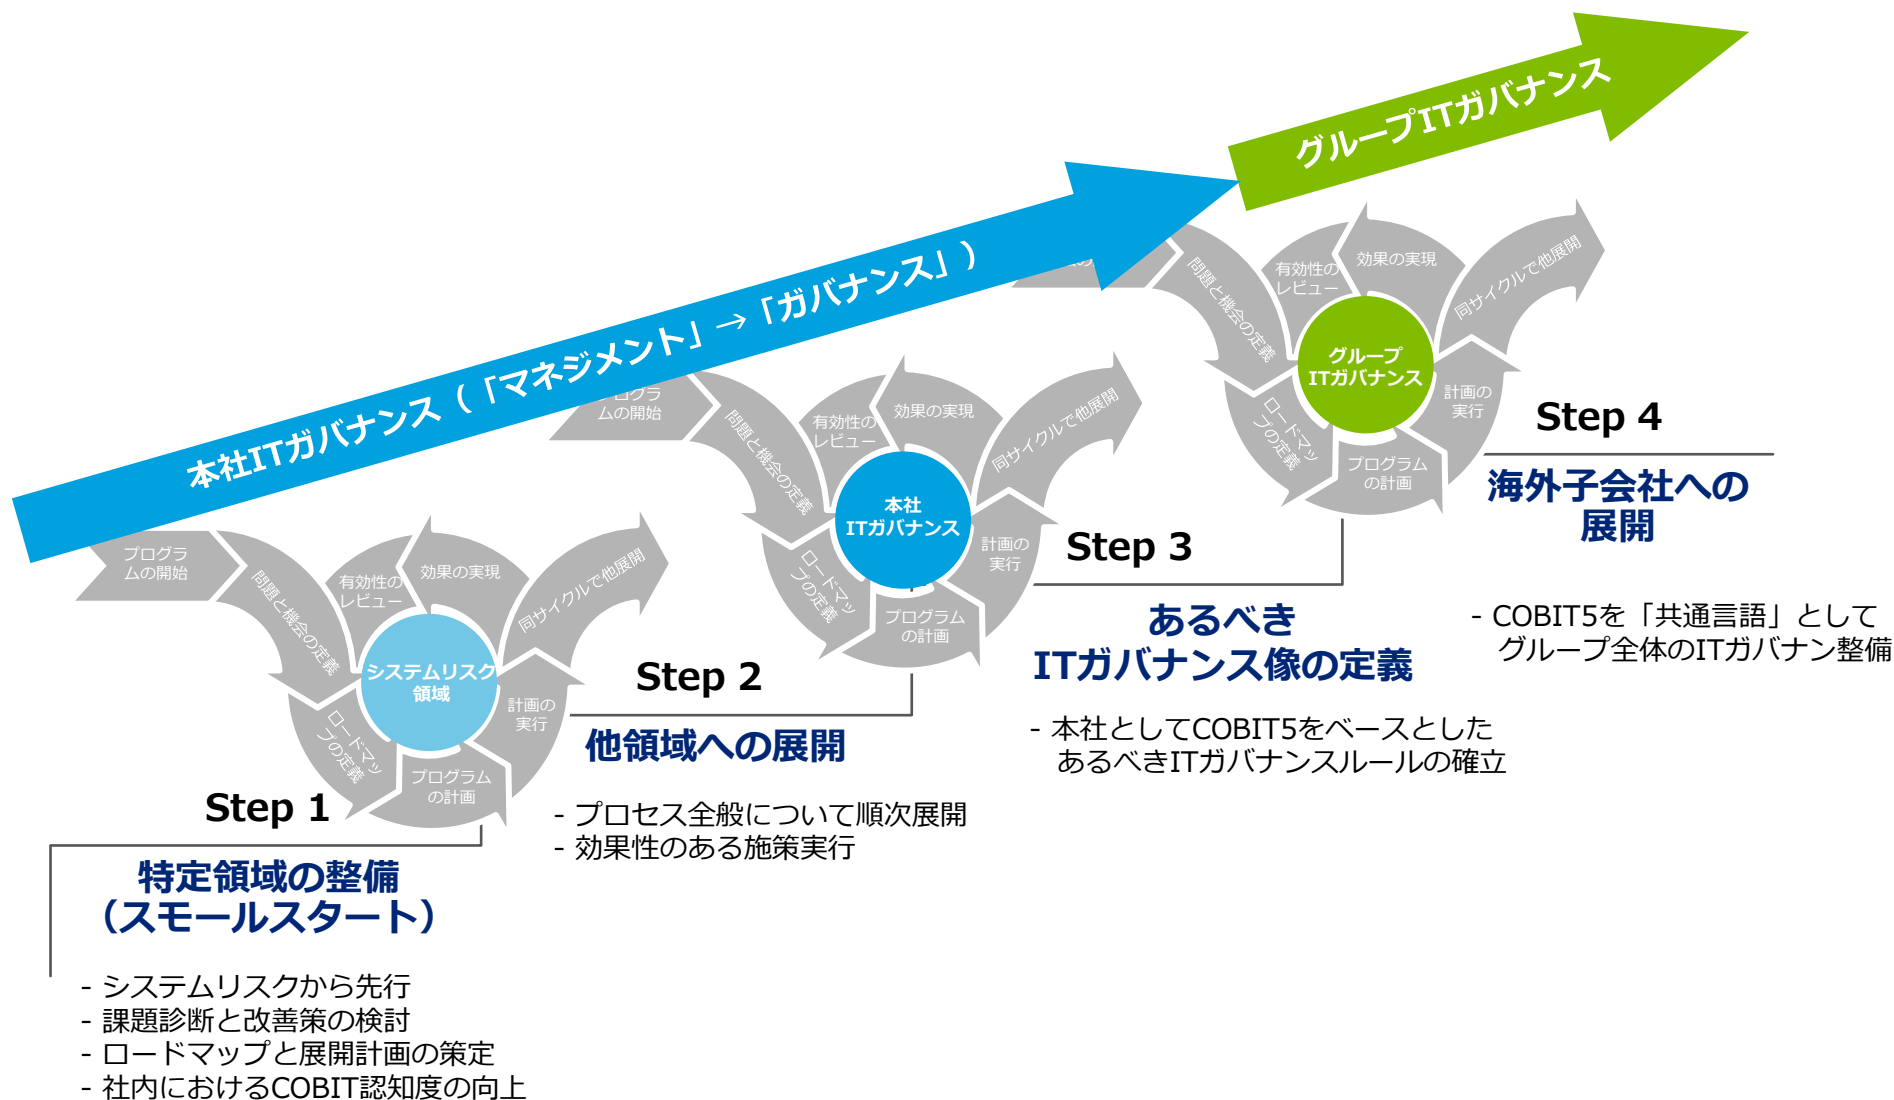 グループITガバナンス
本社ITガバナンス（「マネジメント」→「ガバナンス」）
プログラ
ムの開始
問題と機会の定義
ロードマッ
プの定義
プログラム
の計画
計画の
実行
効果の実現
有効性の
レビュー
同サイクルで他展開
システムリスク
領域
Step 1
特定領域の整備
（スモールスタート）
- システムリスクから先行
- 課題診断と改善策の検討
- ロードマップと展開計画の策定
- 社内におけるCOBIT認知度の向上
ログラ
ムの開始
問題と機会の定義
ロードマッ
プの定義
プログラム
の計画
計画の
実行
効果の実現
有効性の
レビュー
同サイクルで他展開
本社
ITガバナンス
Step 2
他領域への展開
- プロセス全般について順次展開
- 効果性のある施策実行
Step 3
あるべき
ITガバナンス像の定義
- 本社としてCOBIT5をベースとした
あるべきITガバナンスルールの確立
問題と機会の定義
ロードマッ
プの定義
プログラム
の計画
計画の
実行
効果の実現
有効性の
レビュー
同サイクルで他展開
グループ
ITガバナンス
Step 4
海外子会社への
展開
- COBIT5を「共通言語」として
グループ全体のITガバナン整備